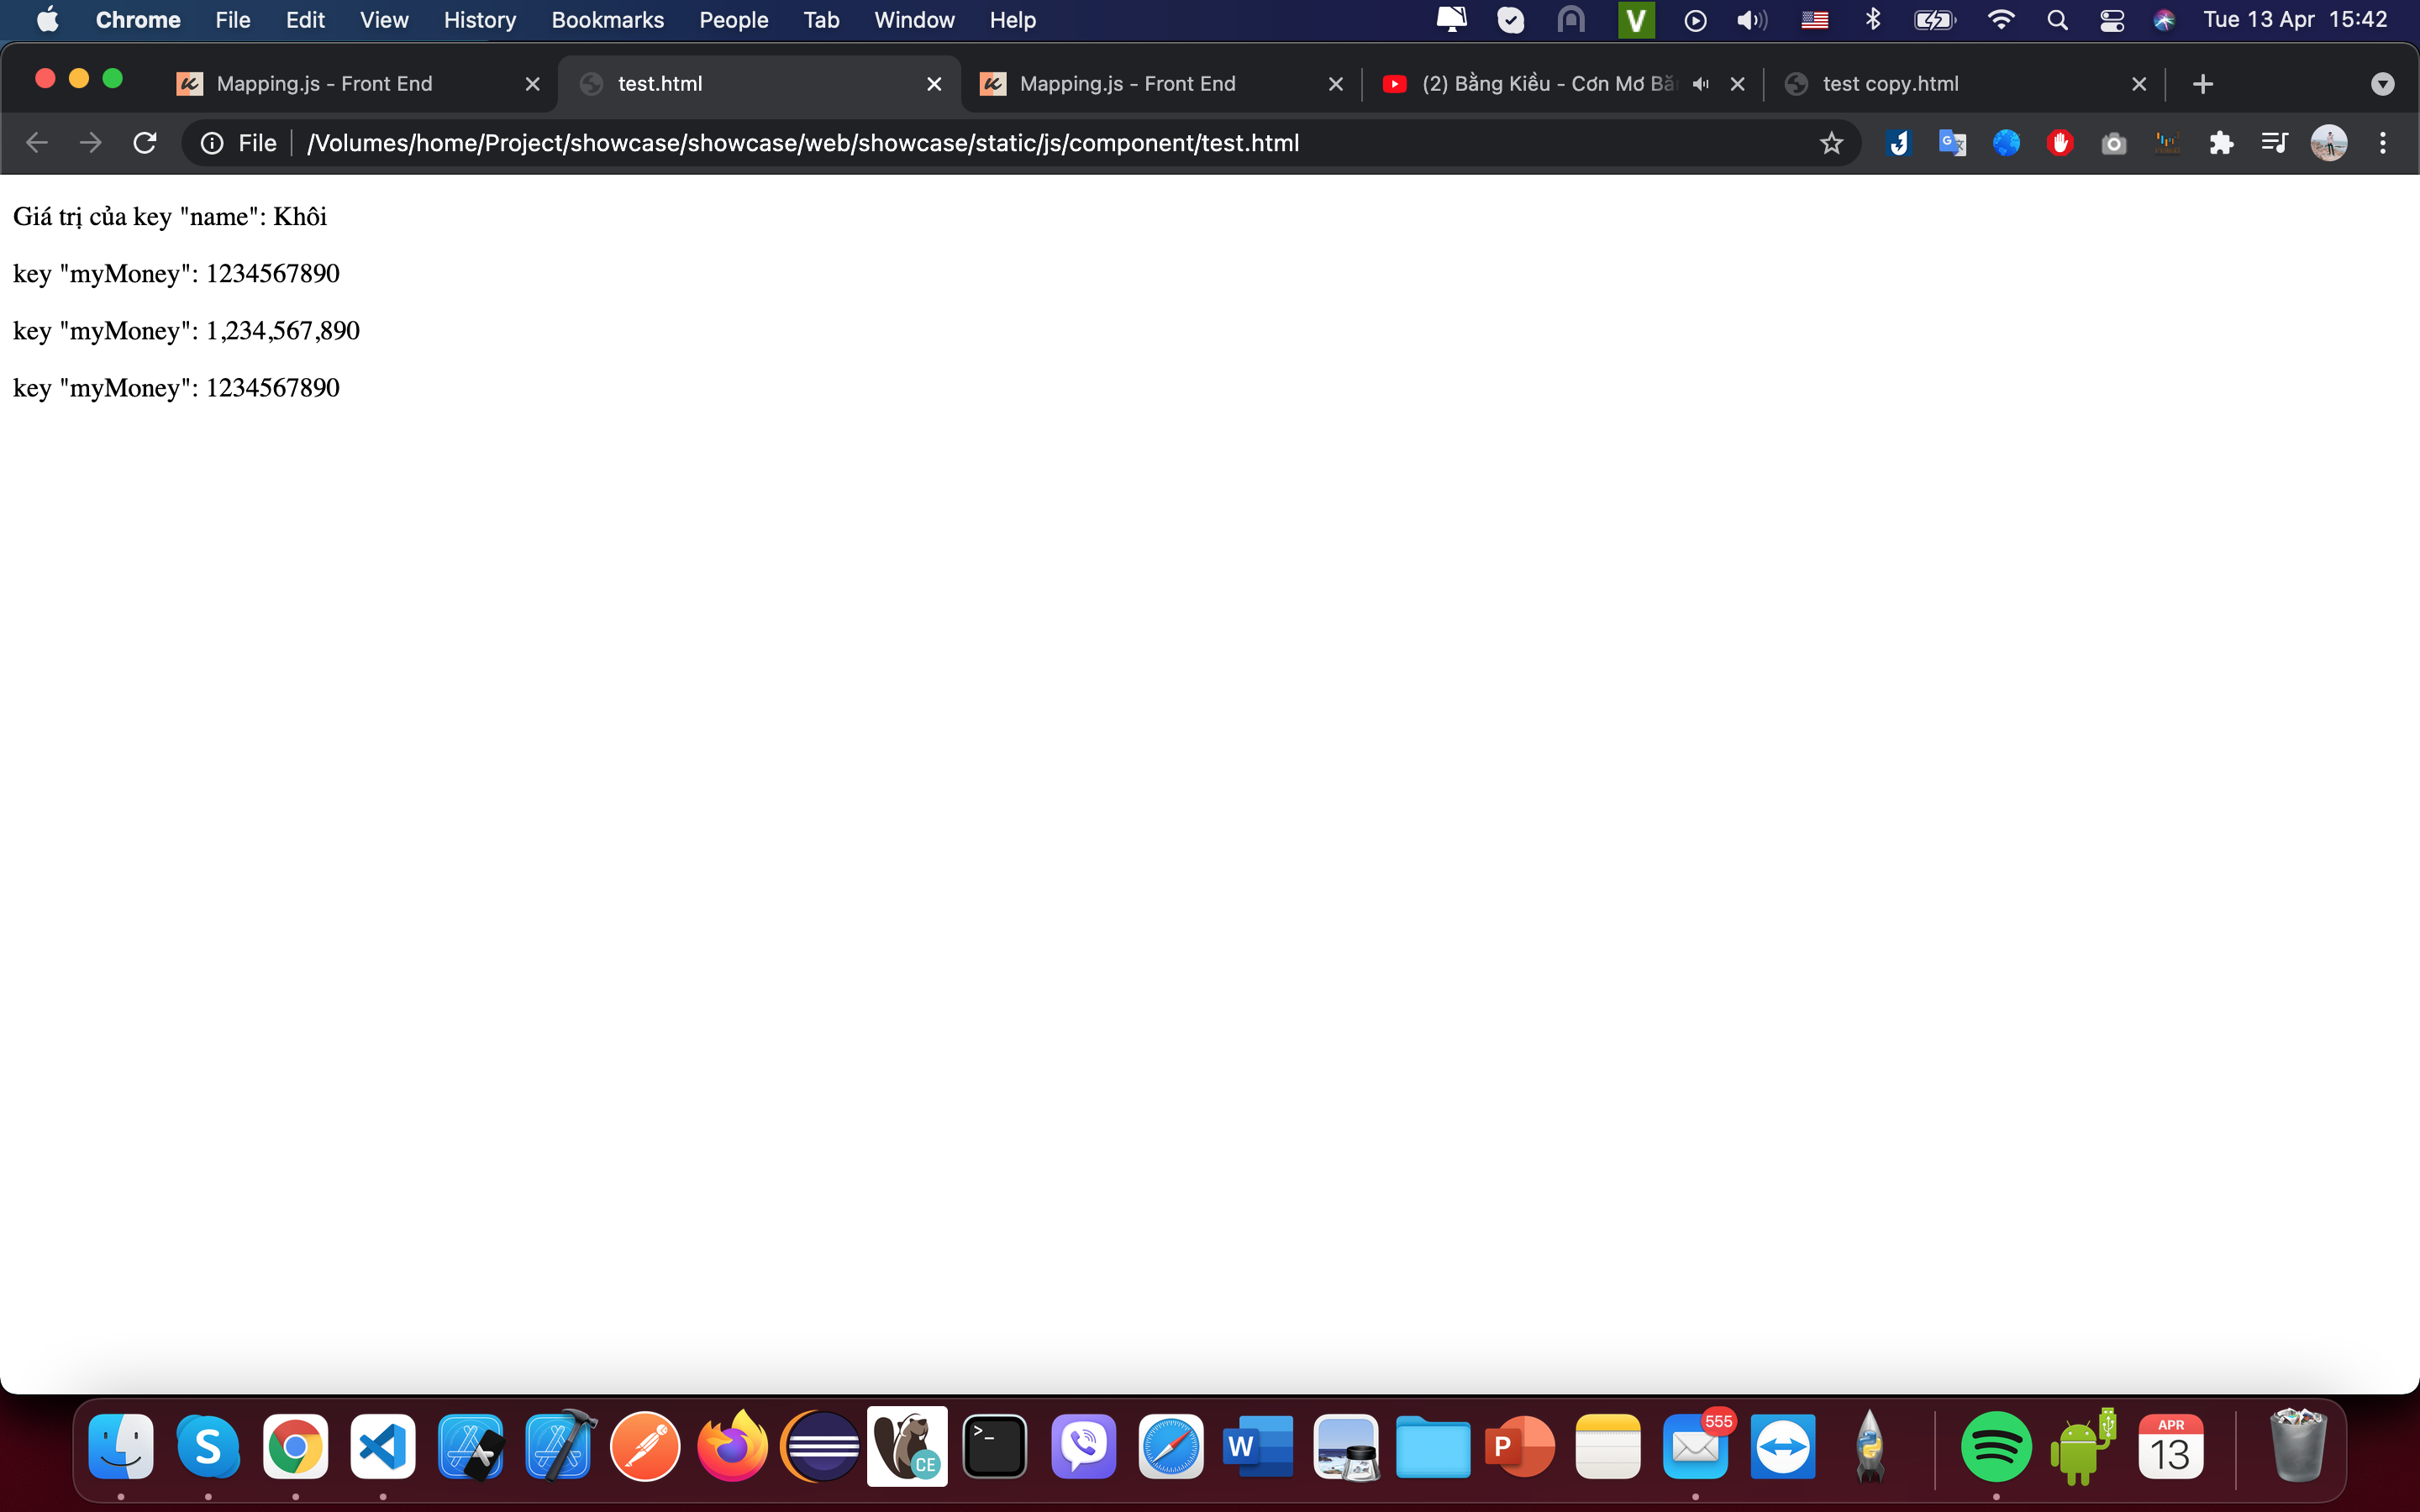 Chrome File Edit View History Bookmarks People Tab Window Help V Tue 13 Apr 15:42
Mapping.js - Front End test.html Mapping.js - Front End (2) Bằng Kiều - Cơn Mơ test copy.html
File /Volumes/home/Project/showcase/showcase/web/showcase/static/js/component/test.html
Giá trị của key "name": Khôi
key "myMoney": 1234567890
key "myMoney": 1,234,567,890
key "myMoney": 1234567890
S CE >_ W P 555 APR
13